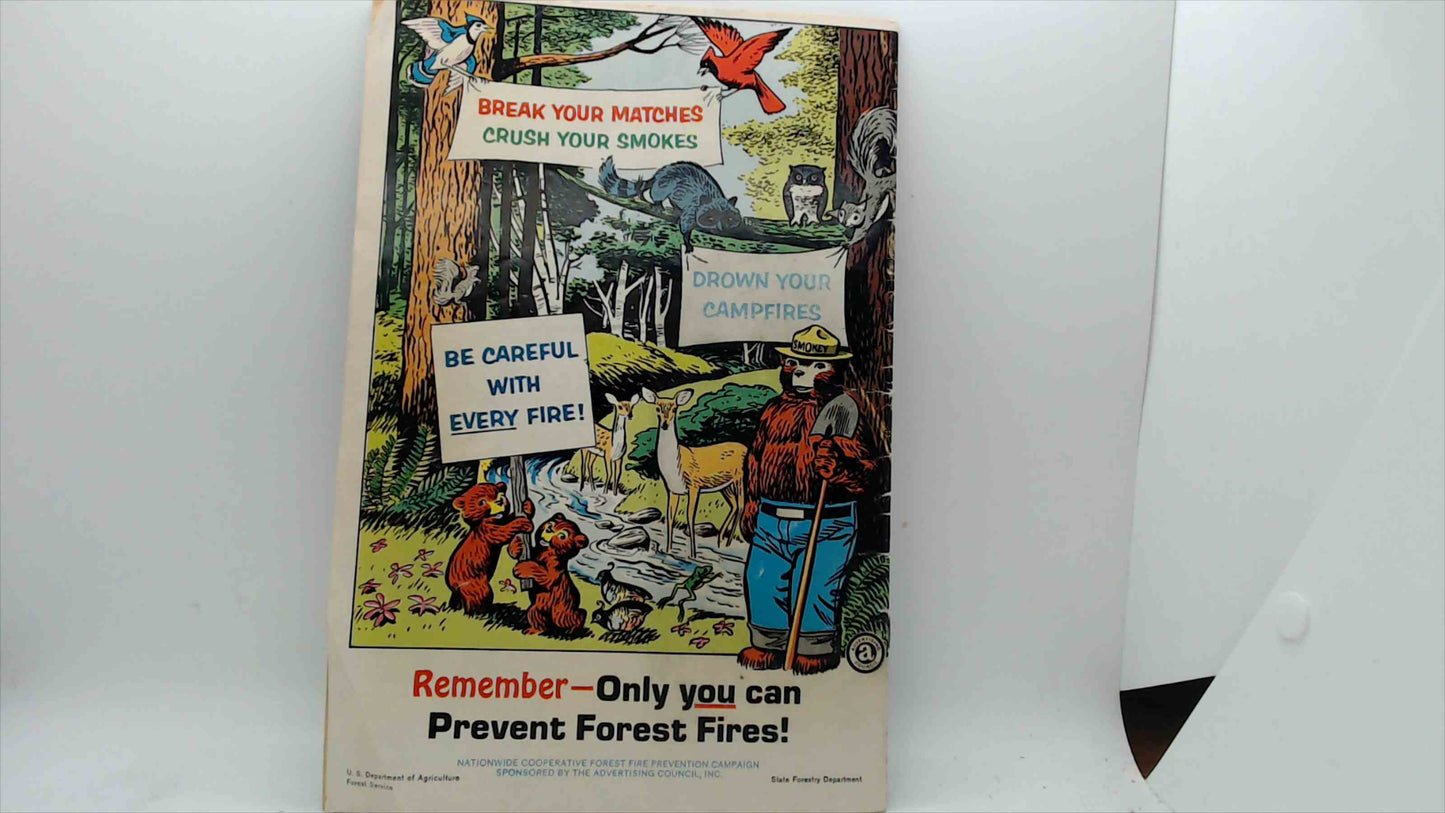 BREAK YOUR MATCHES
CRUSH YOUR SMOKES
DROWN YOUR
CAMPFIRES
SMOKEY
BE CAREFUL
WITH
EVERY FIRE!
a
Remember—Only you can
Prevent Forest Fires!
NATIONWIDE COOPERATIVE FOREST FIRE PREVENTION CAMPAIGN
SPONSORED BY THE ADVERTISING COUNCIL, INC.
U. S. Department of Agriculture
Forest Service
State Forestry Department